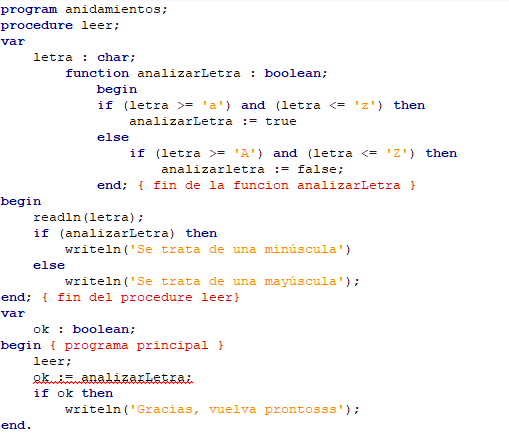 program anidamientos;
procedure leer;
var
    letra : char;
        function analizarLetra : boolean;
            begin
            if (letra >= 'a') and (letra <= 'z') then
                analizarLetra := true
            else
                if (letra >= 'A') and (letra <= 'Z') then
                    analizarletra := false;
            end; { fin de la funcion analizarLetra }
begin
    readln(letra);
    if (analizarLetra) then
        writeln('Se trata de una minúscula')
    else
        writeln('Se trata de una mayúscula');
end; { fin del procedure leer}
var
    ok : boolean;
begin { programa principal }
    leer;
    ok := analizarLetra;
    if ok then
        writeln('Gracias, vuelva prontosss');
end.